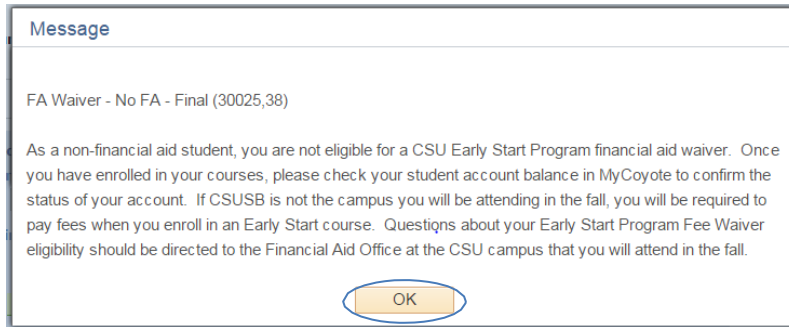 Message
FA Waiver - No FA - Final (30025,38)
As a non-financial aid student, you are not eligible for a CSU Early Start Program financial aid waiver.  Once
you have enrolled in your courses, please check your student account balance in MyCoyote to confirm the
status of your account.  If CSUSB is not the campus you will be attending in the fall, you will be required to
pay fees when you enroll in an Early Start course.  Questions about your Early Start Program Fee Waiver
eligibility should be directed to the Financial Aid Office at the CSU campus that you will attend in the fall.
OK